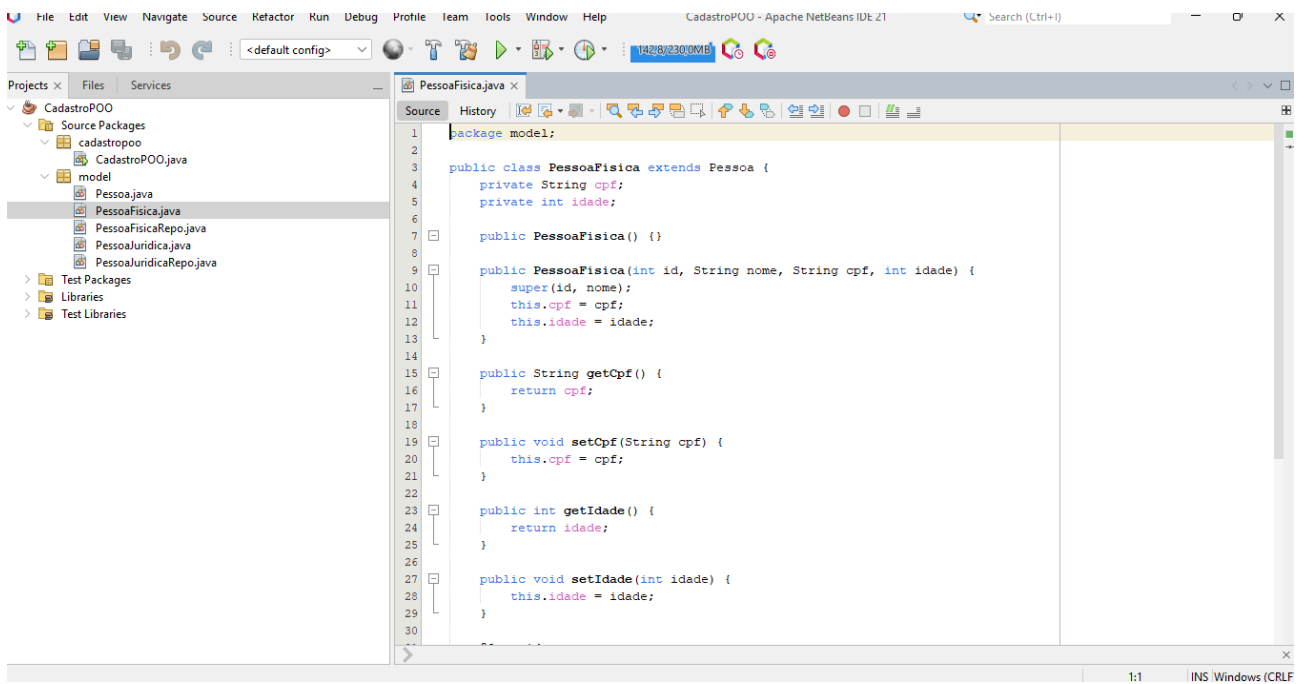 File Edit View Navigate Source Refactor Run Debug Profile Team Tools Window Help CadastroPOO - Apache NetBeans IDE 21 Search (Ctrl+I)
<default config> 142,8/230,0MB
Projects Files Services
CadastroPOO
Source Packages
cadastropoo
CadastroPOO.java
model
Pessoa.java
PessoaFisica.java
PessoaFisicaRepo.java
PessoaJuridica.java
PessoaJuridicaRepo.java
Test Packages
Libraries
Test Libraries
PessoaFisica.java
Source History
1 package model;
2
3 public class PessoaFisica extends Pessoa {
4 private String cpf;
5 private int idade;
6
7 public PessoaFisica() {}
8
9 public PessoaFisica(int id, String nome, String cpf, int idade) {
10 super(id, nome);
11 this.cpf = cpf;
12 this.idade = idade;
13 }
14
15 public String getCpf() {
16 return cpf;
17 }
18
19 public void setCpf(String cpf) {
20 this.cpf = cpf;
21 }
22
23 public int getIdade() {
24 return idade;
25 }
26
27 public void setIdade(int idade) {
28 this.idade = idade;
29 }
30
1:1 INS Windows (CRLF